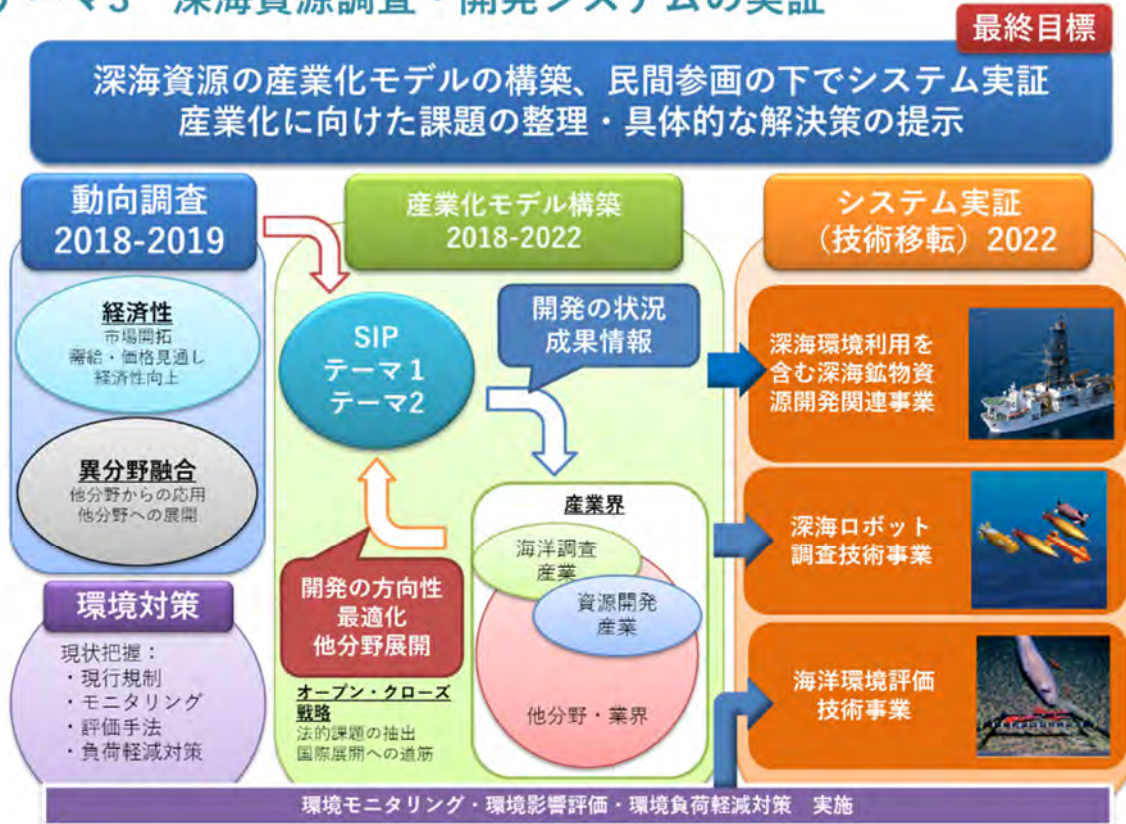 テーマ3 深海資源調査・開発システムの実証
最終目標
深海資源の産業化モデルの構築、民間参画の下でシステム実証
産業化に向けた課題の整理・具体的な解決策の提示
動向調査
2018-2019
経済性
市場開拓
需給・価格見通し
経済性向上
異分野融合
他分野からの応用
他分野への展開
環境対策
現状把握：
・現行規制
・モニタリング
・評価手法
・負荷軽減対策
産業化モデル構築
2018-2022
SIP
テーマ1
テーマ2
開発の状況
成果情報
開発の方向性
最適化
他分野展開
オープン・クローズ
戦略
法的課題の抽出
国際展開への道筋
産業界
海洋調査
産業
資源開発
産業
他分野・業界
システム実証
（技術移転）2022
深海環境利用を
含む深海鉱物資
源開発関連事業
深海ロボット
調査技術事業
海洋環境評価
技術事業
環境モニタリング・環境影響評価・環境負荷軽減対策　実施